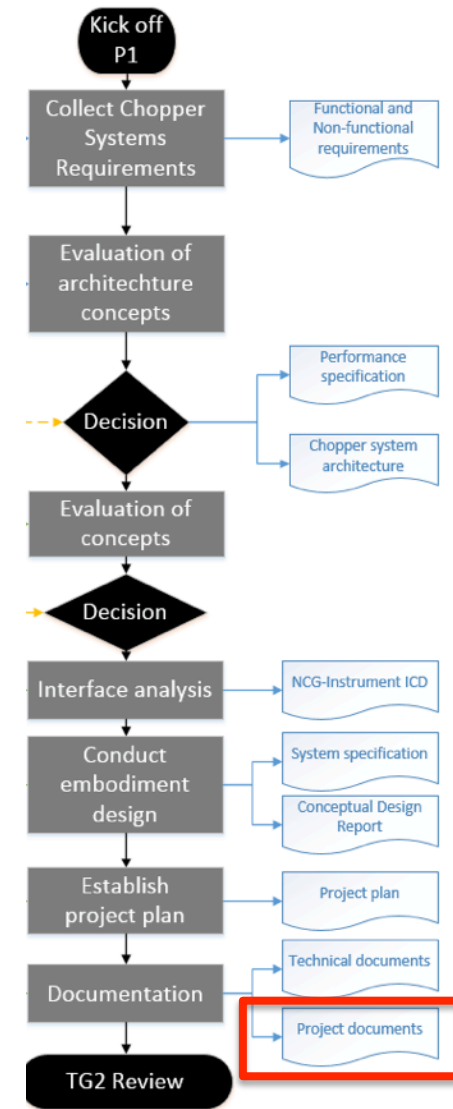 Kick off
P1
Collect Chopper
Systems
Requirements
Functional and
Non-functional
requirements
Evaluation of
architechture
concepts
Performance
specification
Decision
Chopper system
architecture
Evaluation of
concepts
Decision
Interface analysis
NCG-Instrument ICD
Conduct
embodiment
design
System specification
Conceptual Design
Report
Establish
project plan
Project plan
Documentation
Technical documents
Project documents
TG2 Review